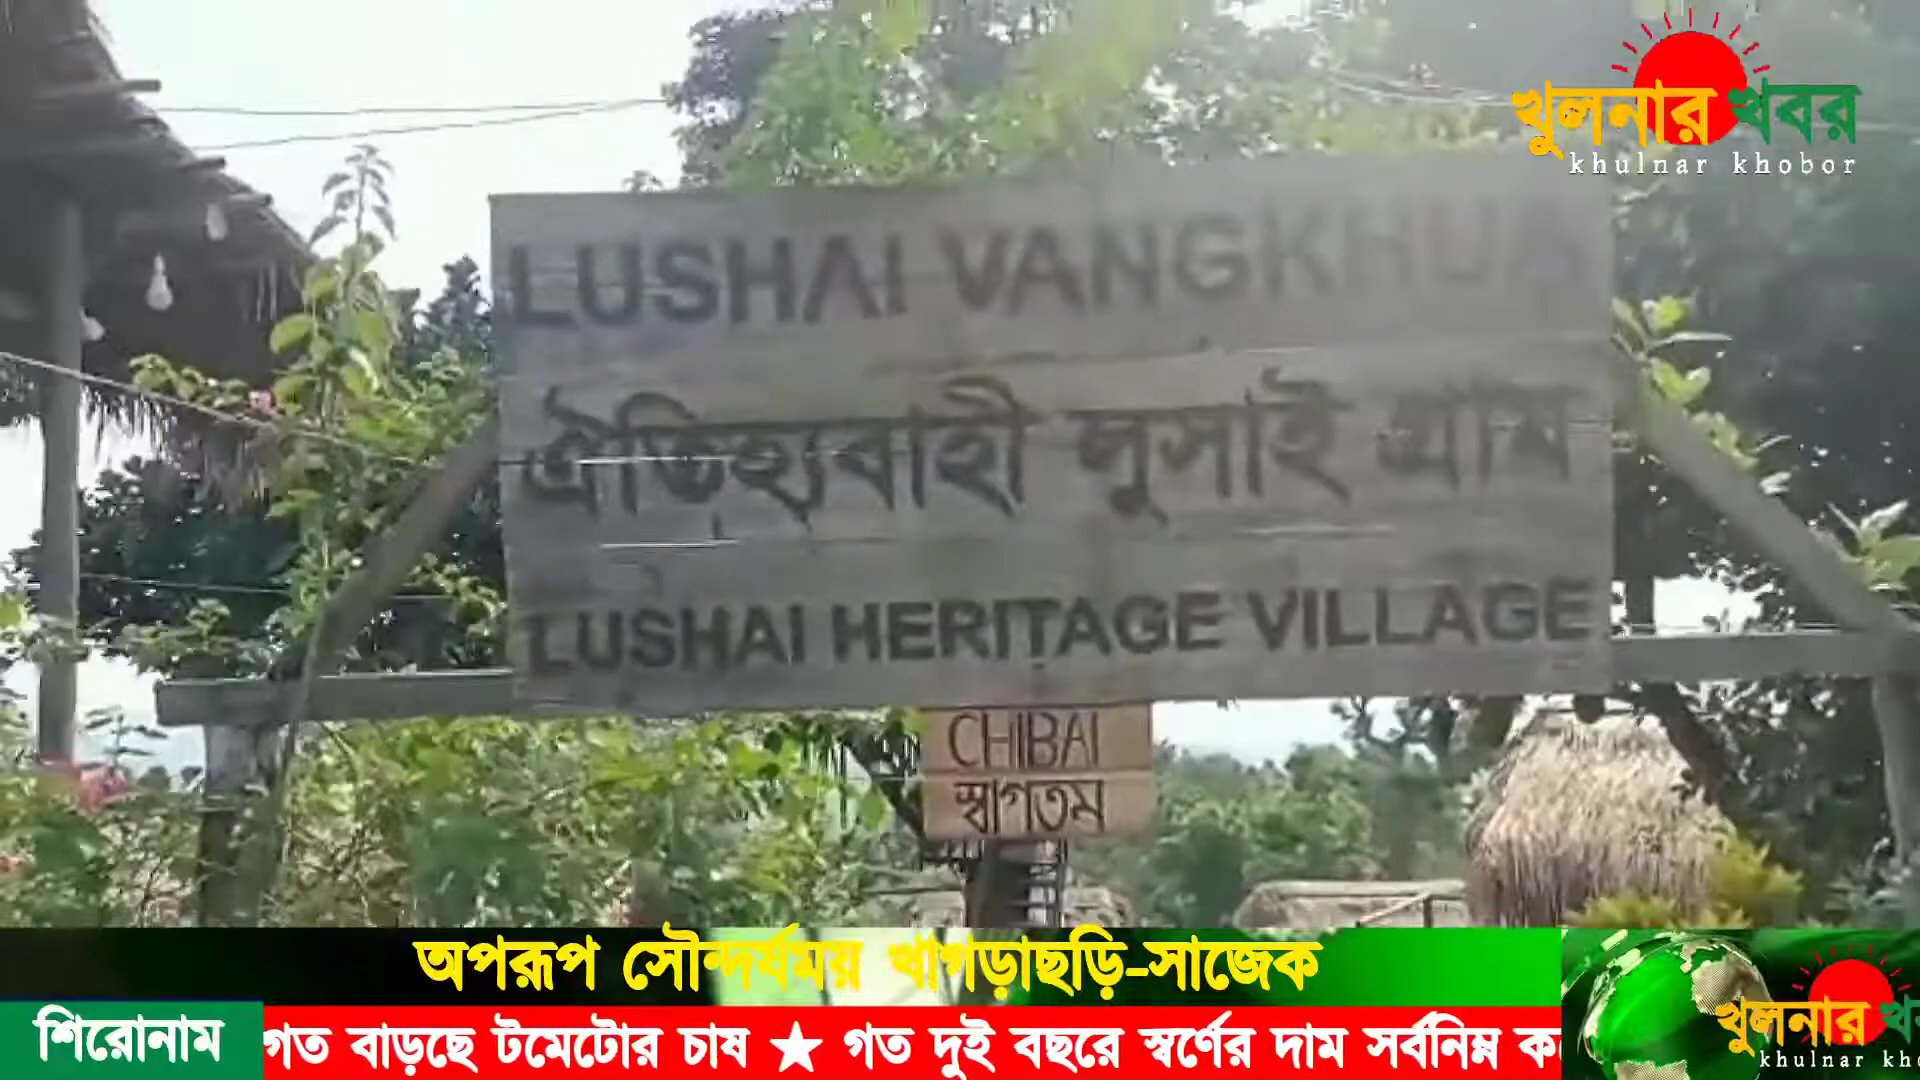 খুলনার খবর
khulnar khobor
LUSHAI VANGKHUA
ঐতিহ্যবাহী লুসাই গ্রাম
LUSHAI HERITAGE VILLAGE
CHIBAI
স্বাগতম
অপরূপ সৌন্দর্যময় খাগড়াছড়ি-সাজেক
শিরোনাম
গত বাড়ছে টমেটোর চাষ ★ গত দুই বছরে স্বর্ণের দাম সর্বনিম্ন
খুলনার
khulnar